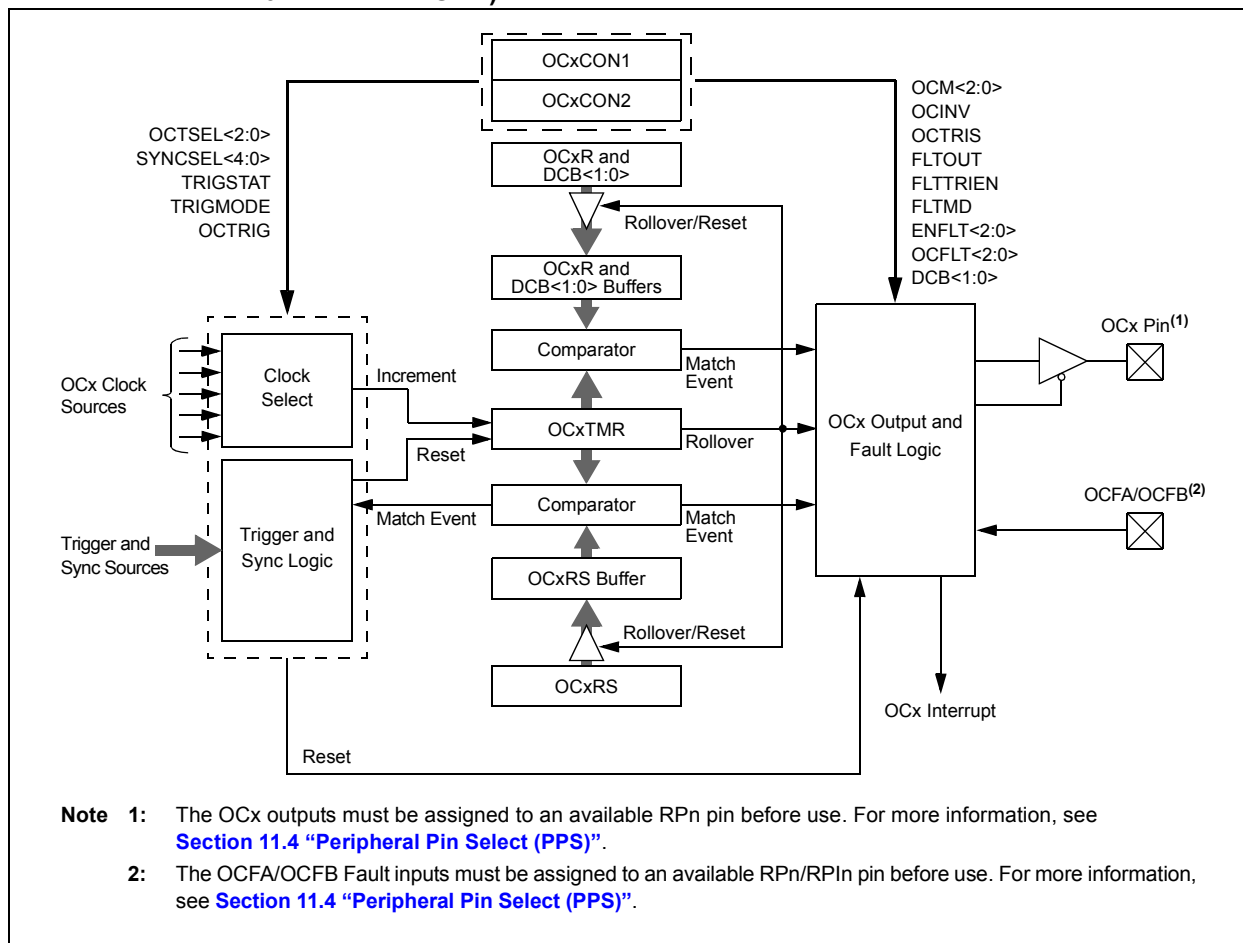 OCxCON1
OCxCON2
OCM<2:0>
OCINV
OCTRIS
FLTOUT
FLTTRIEN
FLTMD
ENFLT<2:0>
OCFLT<2:0>
DCB<1:0>
OCTSEL<2:0>
SYNCSEL<4:0>
TRIGSTAT
TRIGMODE
OCTRIG
OCxR and
DCB<1:0>
Rollover/Reset
OCxR and
DCB<1:0> Buffers
OCx Clock
Sources
Clock
Select
Increment
Comparator
Match
Event
OCx Pin(1)
OCxTMR
Reset
Rollover
OCx Output and
Fault Logic
Trigger and
Sync Sources
Trigger and
Sync Logic
Match Event
Comparator
Match
Event
OCFA/OCFB(2)
OCxRS Buffer
Rollover/Reset
OCxRS
OCx Interrupt
Reset
Note 1: The OCx outputs must be assigned to an available RPn pin before use. For more information, see
Section 11.4 “Peripheral Pin Select (PPS)”.
2: The OCFA/OCFB Fault inputs must be assigned to an available RPn/RPIn pin before use. For more information,
see Section 11.4 “Peripheral Pin Select (PPS)”.